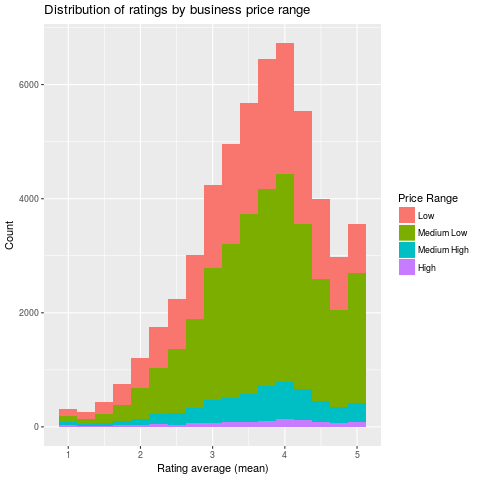 Distribution of ratings by business price range
6000
4000
2000
0
Count
1 2 3 4 5
Rating average (mean)
Price Range
Low
Medium Low
Medium High
High